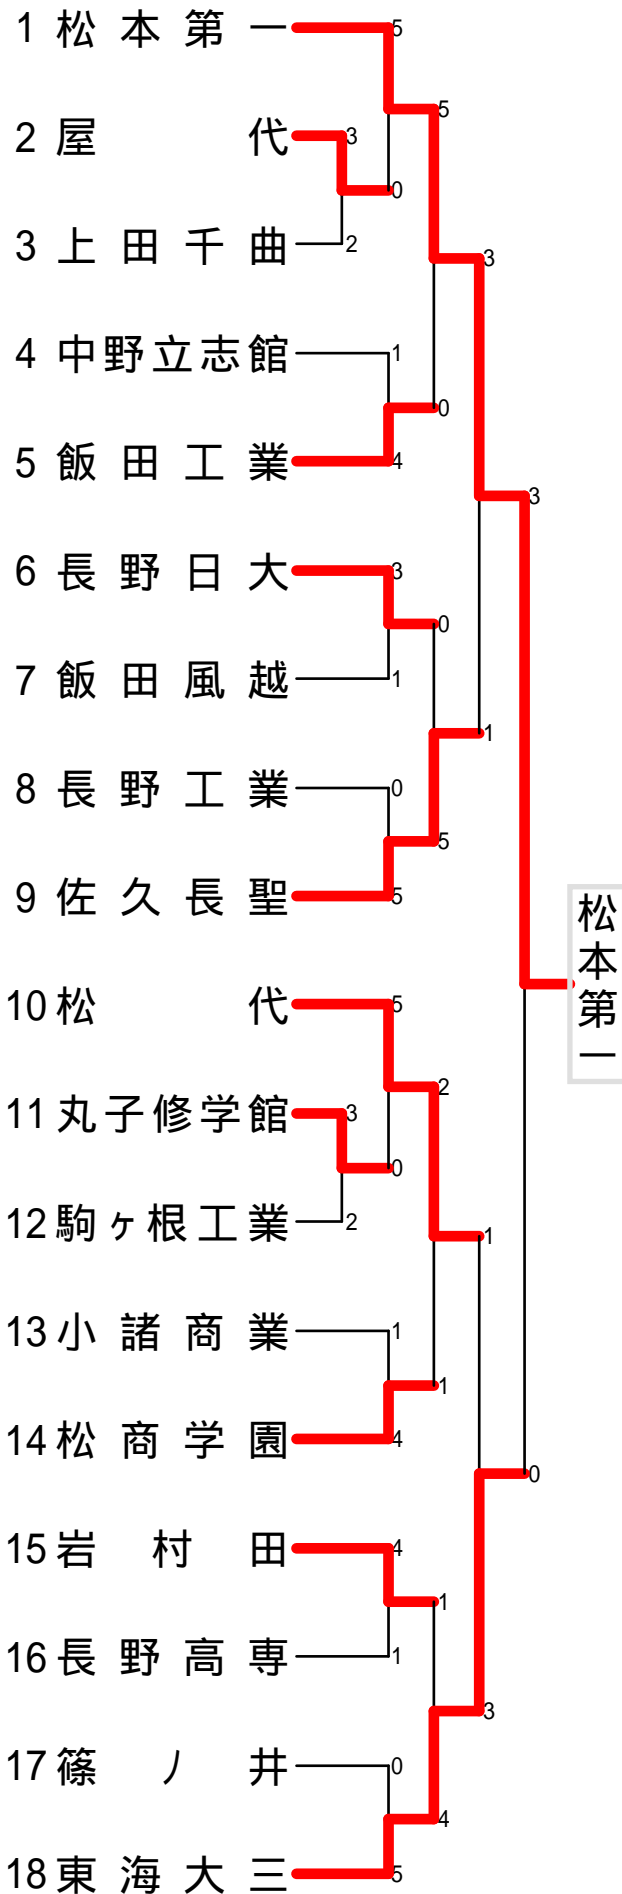 1 松本第一
5
5
2 屋代
3
0
3 上田千曲
2
3
4 中野立志館
1
0
5 飯田工業
4
3
6 長野日大
3
0
7 飯田風越
1
1
8 長野工業
0
5
9 佐久長聖
5
松本第一
10 松代
5
2
11 丸子修学館
3
0
12 駒ヶ根工業
2
1
13 小諸商業
1
1
14 松商学園
4
0
15 岩村田
4
1
16 長野高専
1
3
17 篠ノ井
0
4
18 東海大三
5